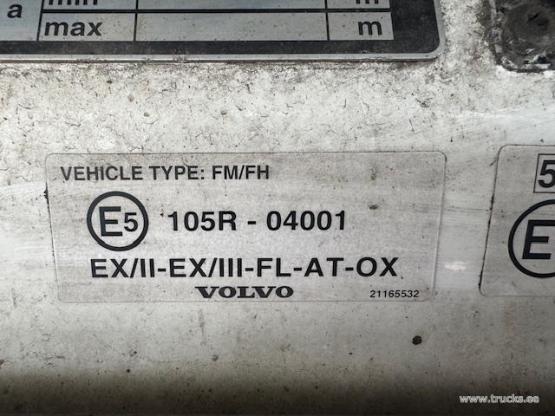 a
min
max
m
m
VEHICLE TYPE: FM/FH
E5
105R - 04001
EX/II-EX/III-FL-AT-OX
VOLVO
21165532
5
E
www.trucks.ee